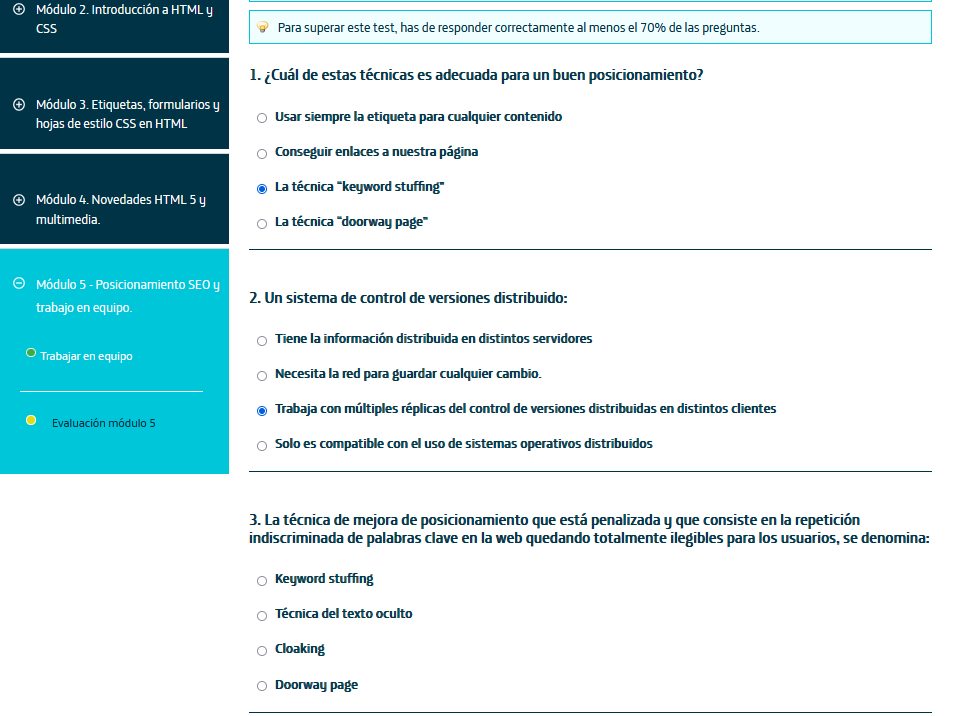 Módulo 2. Introducción a HTML y
CSS
Módulo 3. Etiquetas, formularios y
hojas de estilo CSS en HTML
Módulo 4. Novedades HTML 5 y
multimedia.
Módulo 5 - Posicionamiento SEO y
trabajo en equipo.
Trabajar en equipo
Evaluación módulo 5
Para superar este test, has de responder correctamente al menos el 70% de las preguntas.
1. ¿Cuál de estas técnicas es adecuada para un buen posicionamiento?
Usar siempre la etiqueta para cualquier contenido
Conseguir enlaces a nuestra página
La técnica “keyword stuffing”
La técnica “doorway page”
2. Un sistema de control de versiones distribuido:
Tiene la información distribuida en distintos servidores
Necesita la red para guardar cualquier cambio.
Trabaja con múltiples réplicas del control de versiones distribuidas en distintos clientes
Solo es compatible con el uso de sistemas operativos distribuidos
3. La técnica de mejora de posicionamiento que está penalizada y que consiste en la repetición
indiscriminada de palabras clave en la web quedando totalmente ilegibles para los usuarios, se denomina:
Keyword stuffing
Técnica del texto oculto
Cloaking
Doorway page